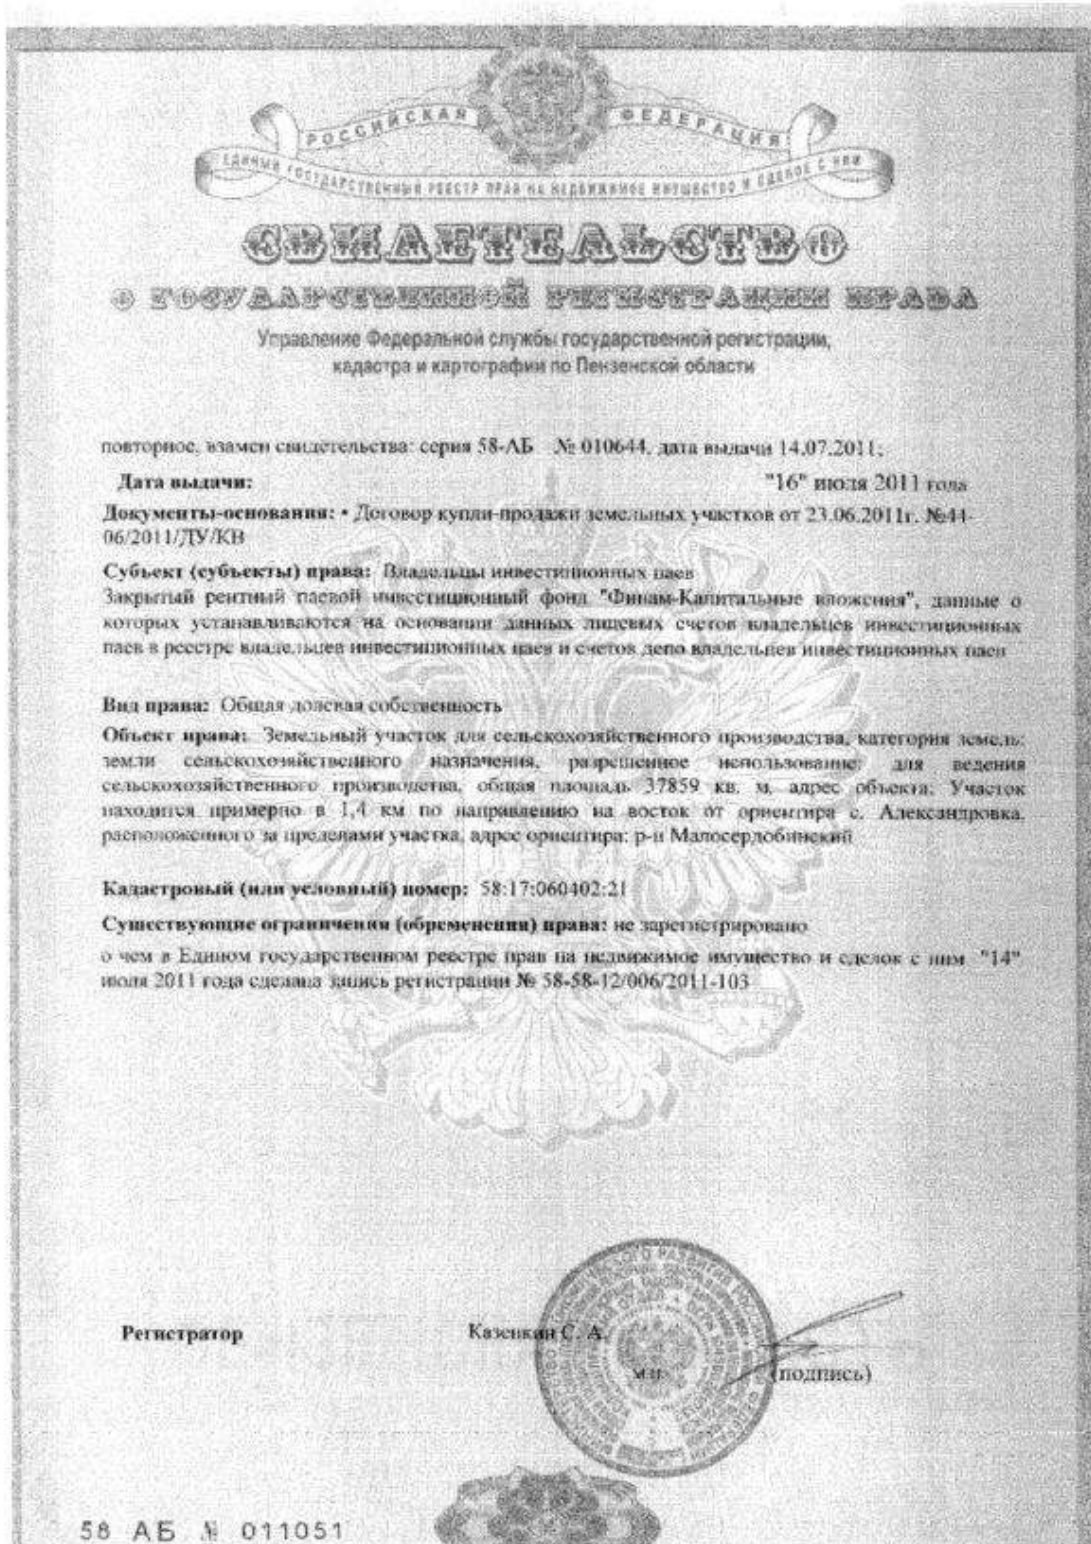 РОССИЙСКАЯ ФЕДЕРАЦИЯ
ЕДИНЫЙ ГОСУДАРСТВЕННЫЙ РЕЕСТР ПРАВ НА НЕДВИЖИМОЕ ИМУЩЕСТВО И СДЕЛОК С НИМ
СВИДЕТЕЛЬСТВО
О ГОСУДАРСТВЕННОЙ РЕГИСТРАЦИИ ПРАВА
Управление Федеральной службы государственной регистрации,
кадастра и картографии по Пензенской области
повторное, взамен свидетельства: серия 58-АБ № 010644, дата выдачи 14.07.2011;
Дата выдачи: "16" июля 2011 года
Документы-основания: • Договор купли-продажи земельных участков от 23.06.2011г. №44-
06/2011/ДУ/КВ
Субъект (субъекты) права: Владельцы инвестиционных паев
Закрытый рентный паевой инвестиционный фонд "Финам-Капитальные вложения", данные о
которых устанавливаются на основании данных лицевых счетов владельцев инвестиционных
паев в реестре владельцев инвестиционных паев и счетов депо владельцев инвестиционных паев
Вид права: Общая долевая собственность
Объект права: Земельный участок для сельскохозяйственного производства, категория земель:
земли сельскохозяйственного назначения, разрешенное использование: для ведения
сельскохозяйственного производства, общая площадь 37859 кв. м, адрес объекта: Участок
находится примерно в 1,4 км по направлению на восток от ориентира с. Александровка,
расположенного за пределами участка, адрес ориентира: р-н Малосердобинский
Кадастровый (или условный) номер: 58:17:060402:21
Существующие ограничения (обременения) права: не зарегистрировано
о чем в Едином государственном реестре прав на недвижимое имущество и сделок с ним "14"
июля 2011 года сделана запись регистрации № 58-58-12/006/2011-103
Регистратор Казенкин С. А.
м.п. (подпись)
58 АБ № 011051